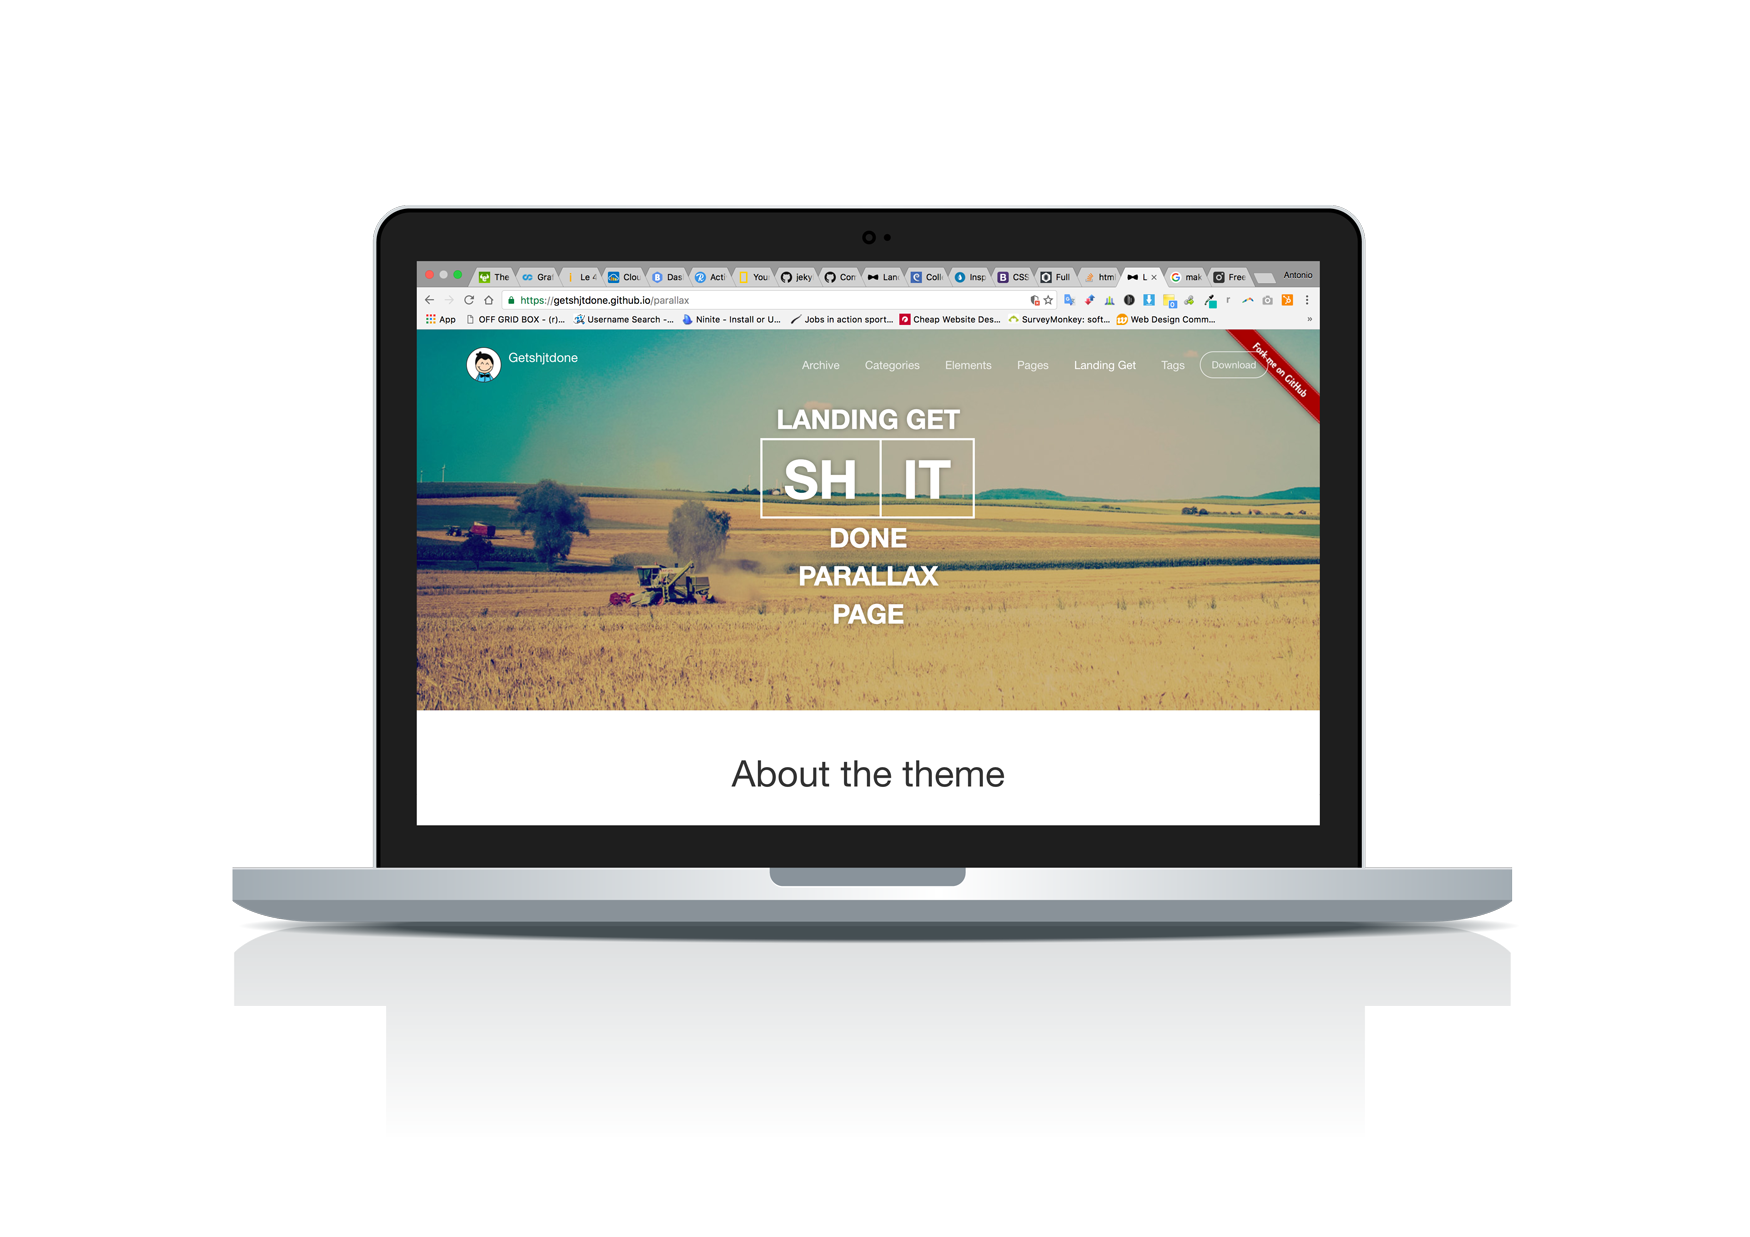 The Graf Le 4 Clou Das Acti You jeky Con Lan Coll Insp CSS Full htm L mak Free Antonio
https://getshjtdone.github.io/parallax
App OFF GRID BOX - (r)... Username Search -... Ninite - Install or U... Jobs in action sport... Cheap Website Des... SurveyMonkey: soft... Web Design Comm... »
Getshjtdone
Archive Categories Elements Pages Landing Get Tags Download
Fork me on GitHub
LANDING GET
SH IT
DONE
PARALLAX
PAGE
About the theme